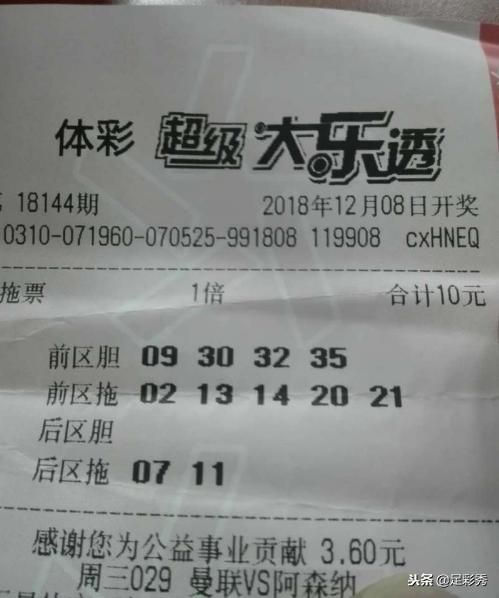 体彩 超级大乐透
18144期 2018年12月08日开奖
0310-071960-070525-991808 119908 cxHNEQ
拖票 1倍 合计10元
前区胆 09 30 32 35
前区拖 02 13 14 20 21
后区胆
后区拖 07 11
感谢您为公益事业贡献 3.60元
周三029 曼联VS阿森纳
头条号 / 足彩秀